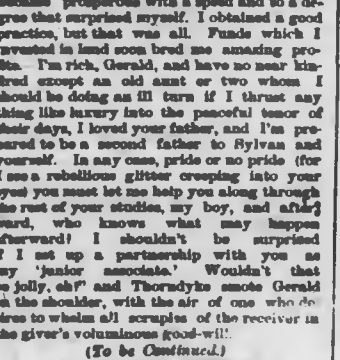 became prosperous with a speed and to a de-
gree that surprised myself. I obtained a good
practice, but that was all. Funds which I
invested in land soon bred me amazing pro-
fits. I'm rich, Gerald, and have no near kin-
dred except an old aunt or two whom I
should be doing an ill turn if I thrust any
thing like luxury into the peaceful tenor of
their days, I loved your father, and I'm pre-
pared to be a second father to Sylvan and
yourself. In any case, pride or no pride (for
I see a rebellious glitter creeping into your
eyes) you must let me help you along through
the rest of your studies, my boy, and after
ward, who knows what may happen
afterward? I shouldn't be surprised
if I set up a partnership with you as
my 'junior associate.' Wouldn't that
be jolly, eh?" and Thorndyke smote Gerald
on the shoulder, with the air of one who de-
sires to whelm all scruples of the receiver in
the giver's voluminous good-will.
(To be Continued.)